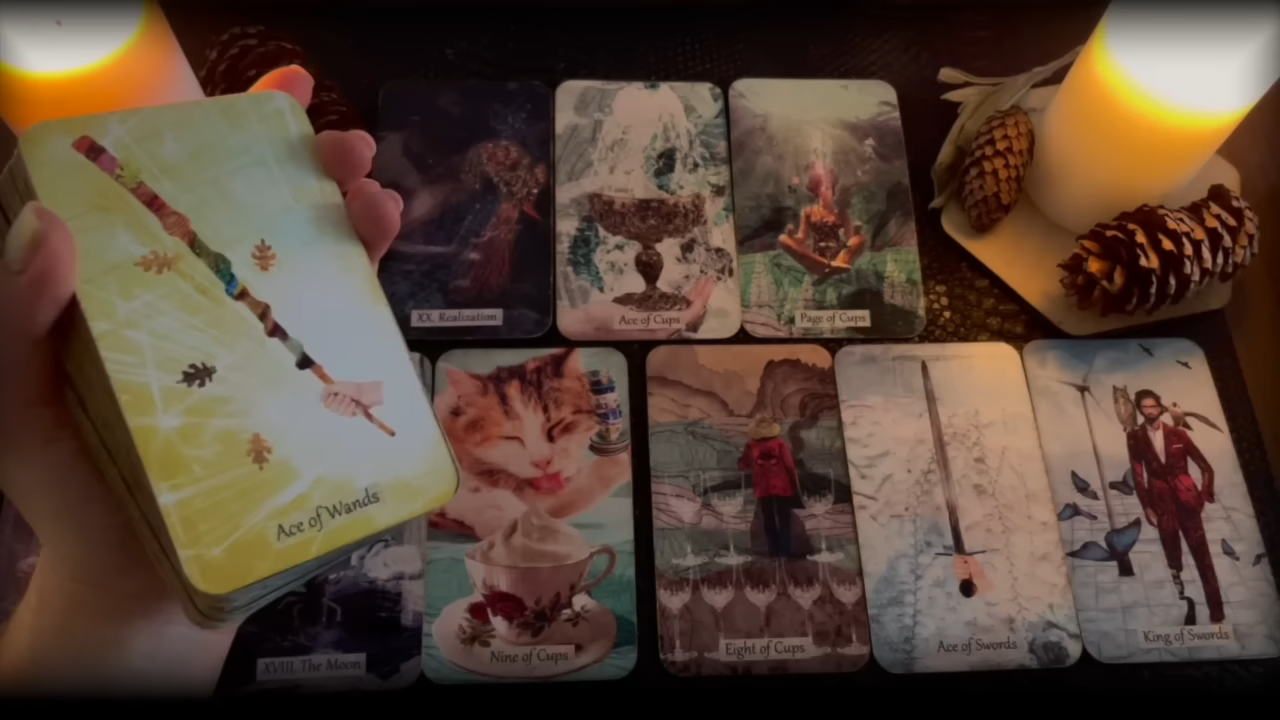 XX. Realization
Ace of Cups
Page of Cups
Ace of Wands
XVIII. The Moon
Nine of Cups
Eight of Cups
Ace of Swords
King of Swords